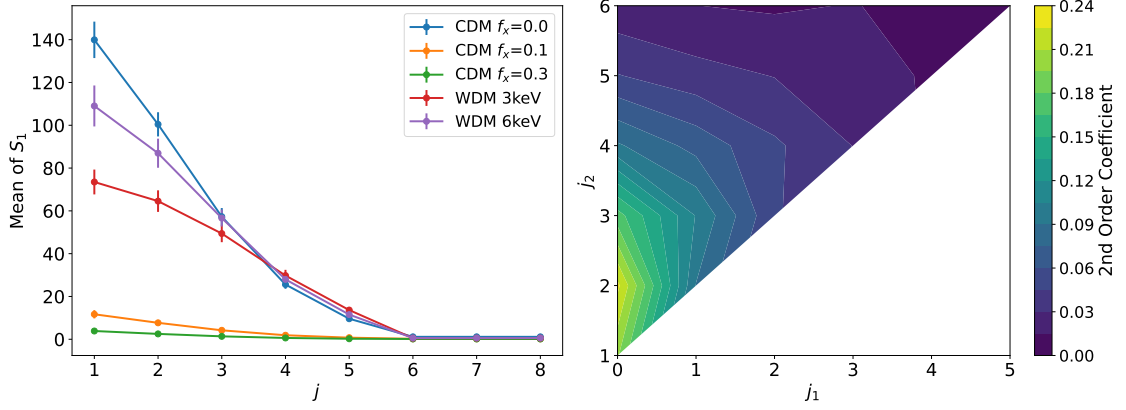 Mean of S₁
140
120
100
80
60
40
20
0
1 2 3 4 5 6 7 8
j
CDM fₓ=0.0
CDM fₓ=0.1
CDM fₓ=0.3
WDM 3keV
WDM 6keV
j₂
6
5
4
3
2
1
0 1 2 3 4 5
j₁
0.24
0.21
0.18
0.15
0.12
0.09
0.06
0.03
0.00
2nd Order Coefficient